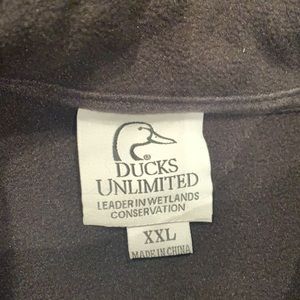 ®
DUCKS
UNLIMITED
LEADER IN WETLANDS
CONSERVATION
XXL
MADE IN CHINA